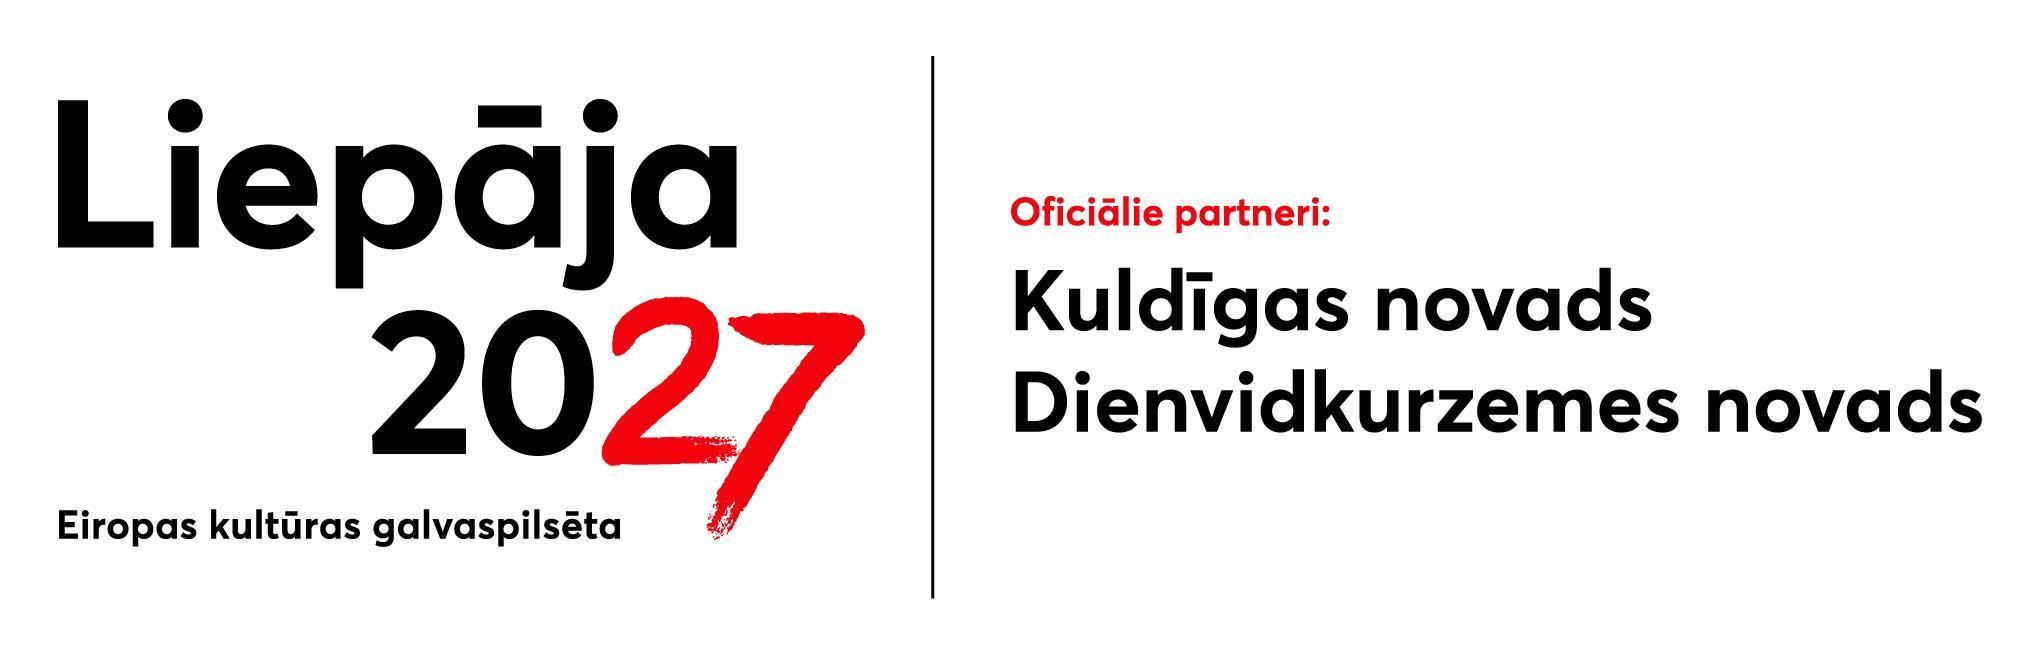 Liepāja
2027
Eiropas kultūras galvaspilsēta
Oficiālie partneri:
Kuldīgas novads
Dienvidkurzemes novads